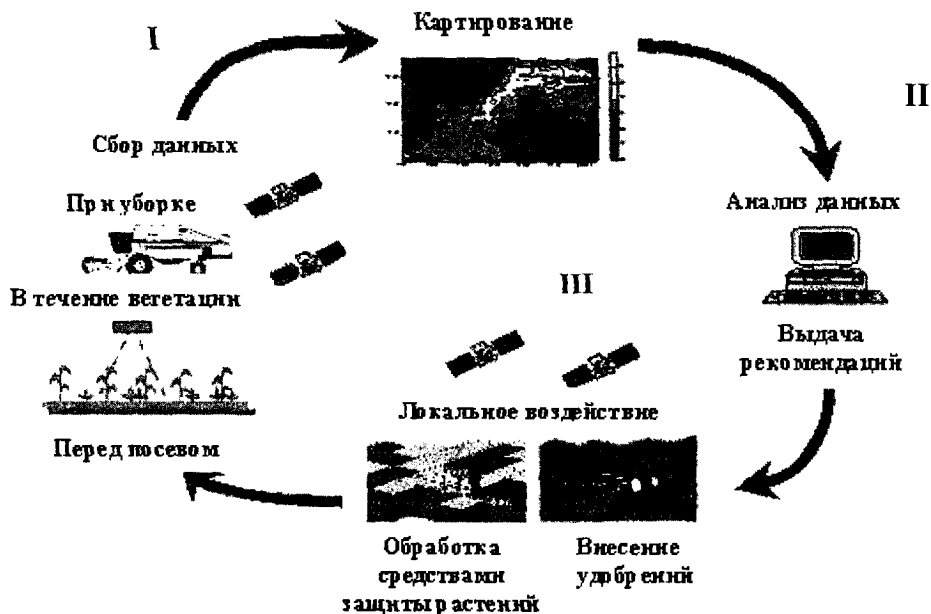 I
Картирование
II
Сбор данных
При уборке
В течение вегетации
Перед посевом
Анализ данных
Выдача
рекомендаций
III
Локальное воздействие
Обработка
средствами
защиты растений
Внесение
удобрений